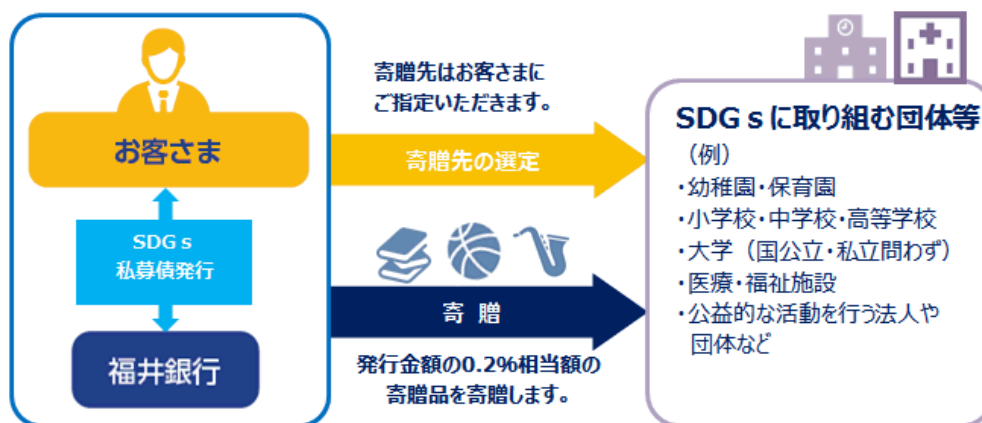 お客さま
SDGｓ
私募債発行
福井銀行
寄贈先はお客さまに
ご指定いただきます。
寄贈先の選定
寄 贈
発行金額の0.2%相当額の
寄贈品を寄贈します。
SDGｓに取り組む団体等
（例）
・幼稚園・保育園
・小学校・中学校・高等学校
・大学（国公立・私立問わず）
・医療・福祉施設
・公益的な活動を行う法人や
団体など